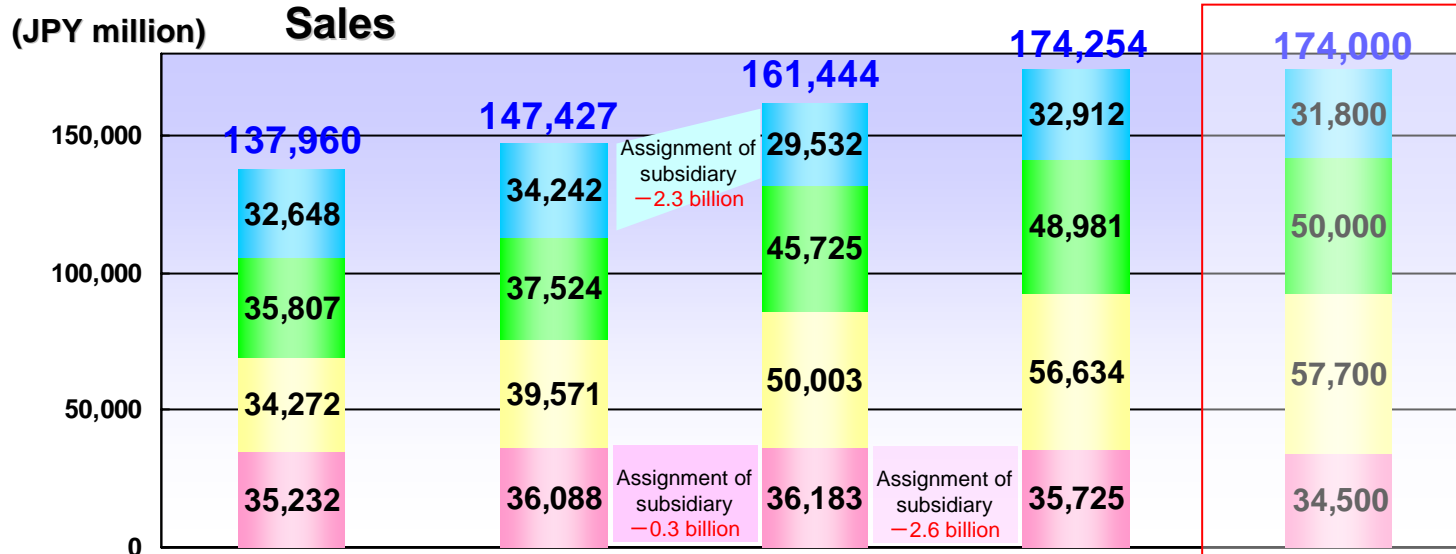 (JPY million)
Sales
150,000
100,000
50,000
0
137,960
32,648
35,807
34,272
35,232
147,427
34,242
37,524
39,571
36,088
Assignment of
subsidiary
－2.3 billion
Assignment of
subsidiary
－0.3 billion
161,444
29,532
45,725
50,003
36,183
Assignment of
subsidiary
－2.6 billion
174,254
32,912
48,981
56,634
35,725
174,000
31,800
50,000
57,700
34,500